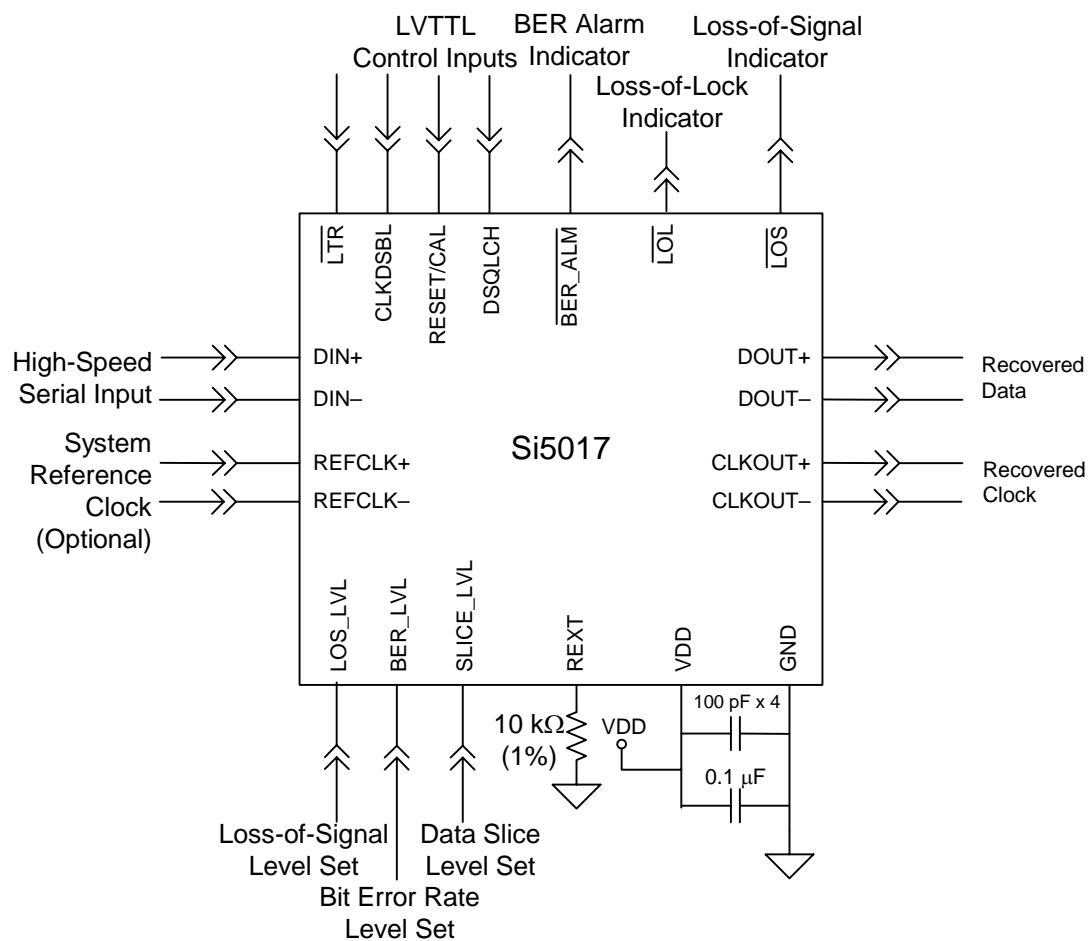 LVTTL
Control Inputs
BER Alarm
Indicator
Loss-of-Lock
Indicator
Loss-of-Signal
Indicator
LTR
CLKDSBL
RESET/CAL
DSQLCH
BER_ALM
LOL
LOS
High-Speed
Serial Input
DIN+
DIN–
System
Reference
Clock
(Optional)
REFCLK+
REFCLK–
Si5017
DOUT+
DOUT–
Recovered
Data
CLKOUT+
CLKOUT–
Recovered
Clock
LOS_LVL
BER_LVL
SLICE_LVL
REXT
VDD
GND
10 kΩ
(1%)
VDD
100 pF x 4
0.1 μF
Loss-of-Signal
Level Set
Data Slice
Level Set
Bit Error Rate
Level Set